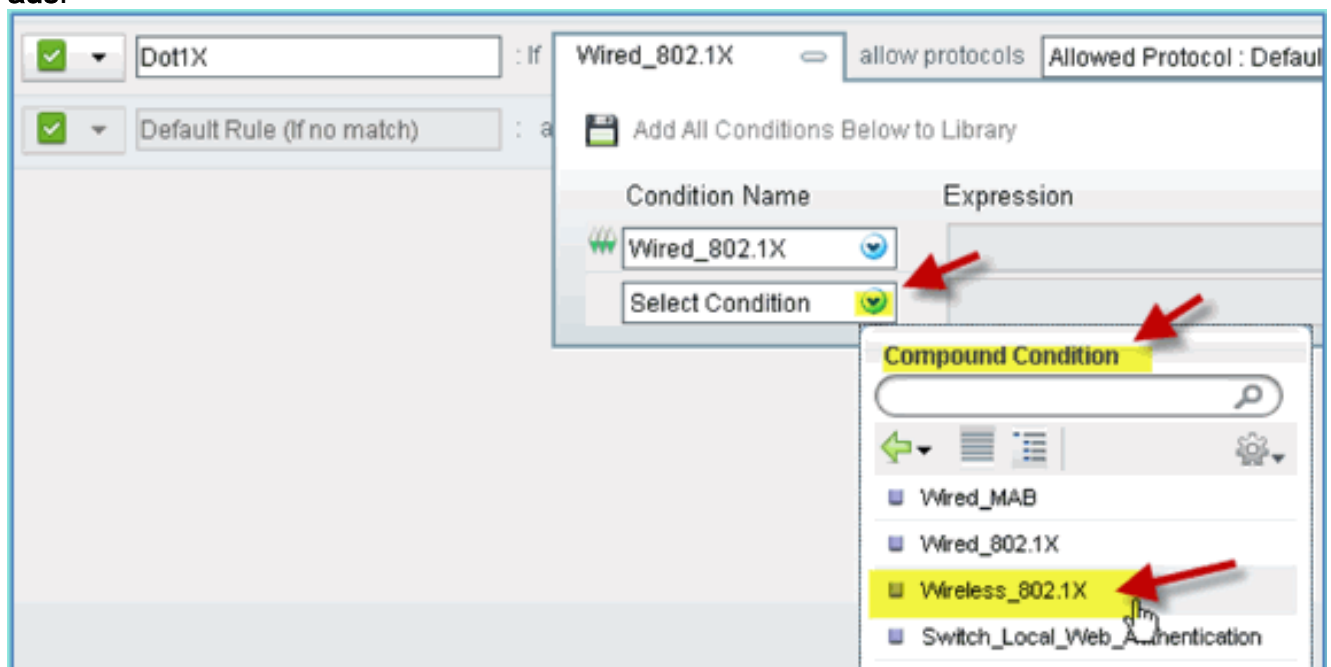 Dot1X : If Wired_802.1X allow protocols Allowed Protocol : Defaul
Default Rule (If no match) : a
Add All Conditions Below to Library
Condition Name Expression
Wired_802.1X
Select Condition
Compound Condition
Wired_MAB
Wired_802.1X
Wireless_802.1X
Switch_Local_Web_Authentication